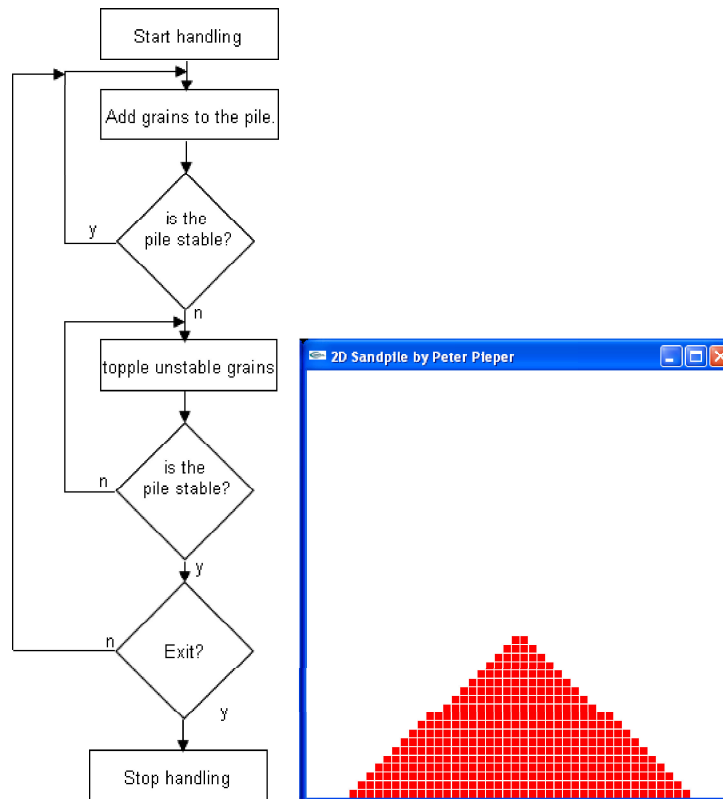 Start handling
Add grains to the pile.
is the
pile stable?
y
n
topple unstable grains
is the
pile stable?
n
y
Exit?
n
y
Stop handling
2D Sandpile by Peter Pieper